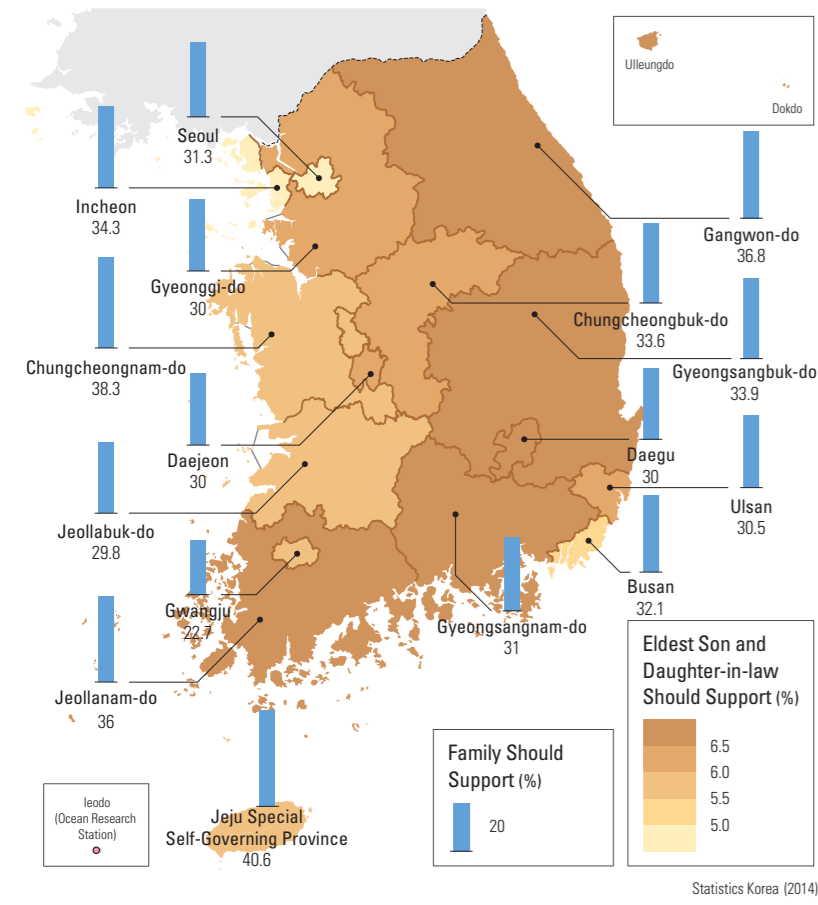 Ulleungdo
Dokdo
Seoul
31.3
Incheon
34.3
Gangwon-do
36.8
Gyeonggi-do
30
Chungcheongbuk-do
33.6
Chungcheongnam-do
38.3
Gyeongsangbuk-do
33.9
Daejeon
30
Daegu
30
Ulsan
30.5
Jeollabuk-do
29.8
Busan
32.1
Gwangju
22.7
Gyeongsangnam-do
31
Jeollanam-do
36
Jeju Special
Self-Governing Province
40.6
Ieodo
(Ocean Research
Station)
Family Should
Support (%)
20
Eldest Son and
Daughter-in-law
Should Support (%)
6.5
6.0
5.5
5.0
Statistics Korea (2014)